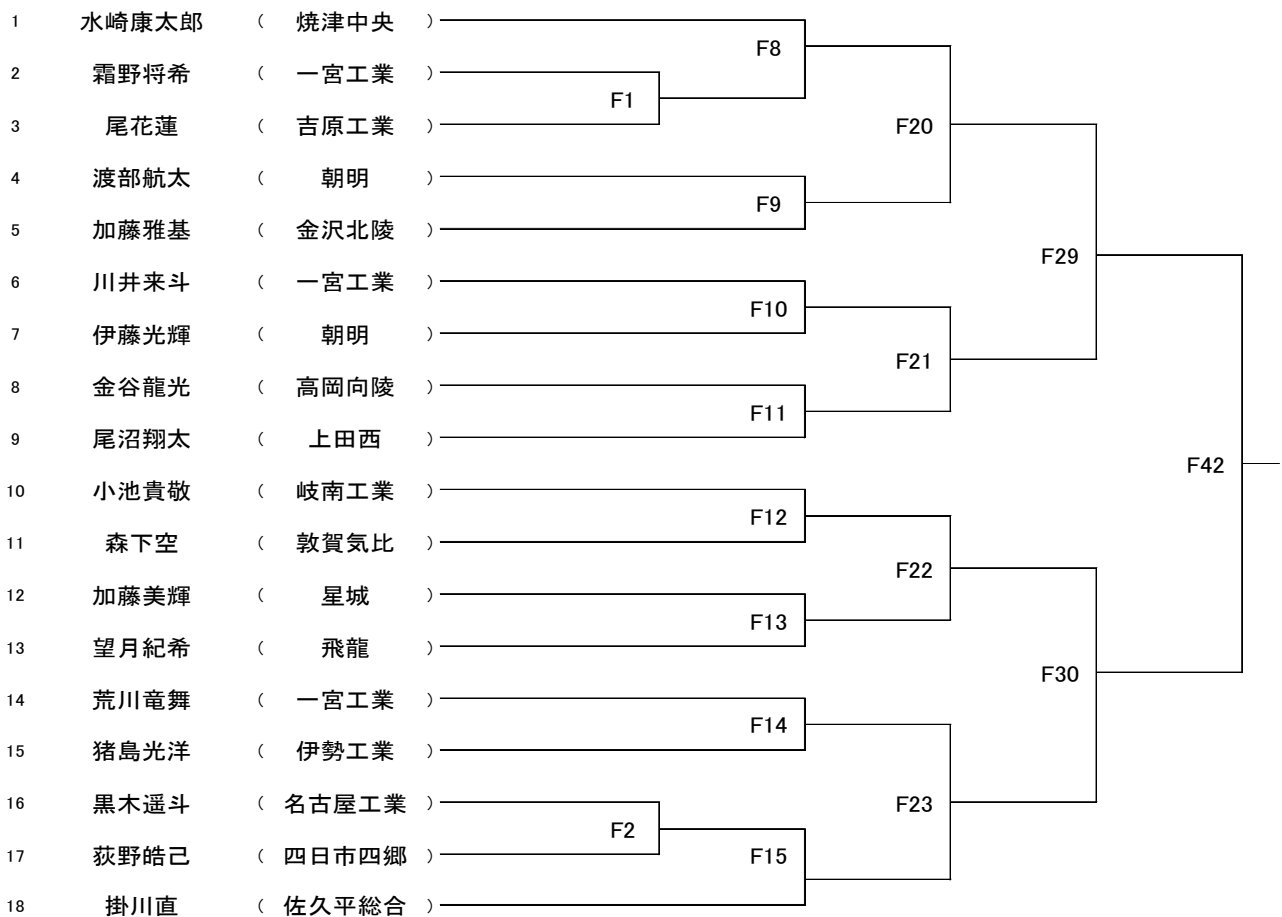 1 水崎康太郎 ( 焼津中央 )
F8
2 霜野将希 ( 一宮工業 )
F1
3 尾花蓮 ( 吉原工業 )
F20
4 渡部航太 ( 朝明 )
F9
5 加藤雅基 ( 金沢北陵 )
F29
6 川井来斗 ( 一宮工業 )
F10
7 伊藤光輝 ( 朝明 )
F21
8 金谷龍光 ( 高岡向陵 )
F11
9 尾沼翔太 ( 上田西 )
F42
10 小池貴敬 ( 岐南工業 )
F12
11 森下空 ( 敦賀気比 )
F22
12 加藤美輝 ( 星城 )
F13
13 望月紀希 ( 飛龍 )
F30
14 荒川竜舞 ( 一宮工業 )
F14
15 猪島光洋 ( 伊勢工業 )
16 黒木遥斗 ( 名古屋工業 )
F23
F2
17 荻野皓己 ( 四日市四郷 )
F15
18 掛川直 ( 佐久平総合 )